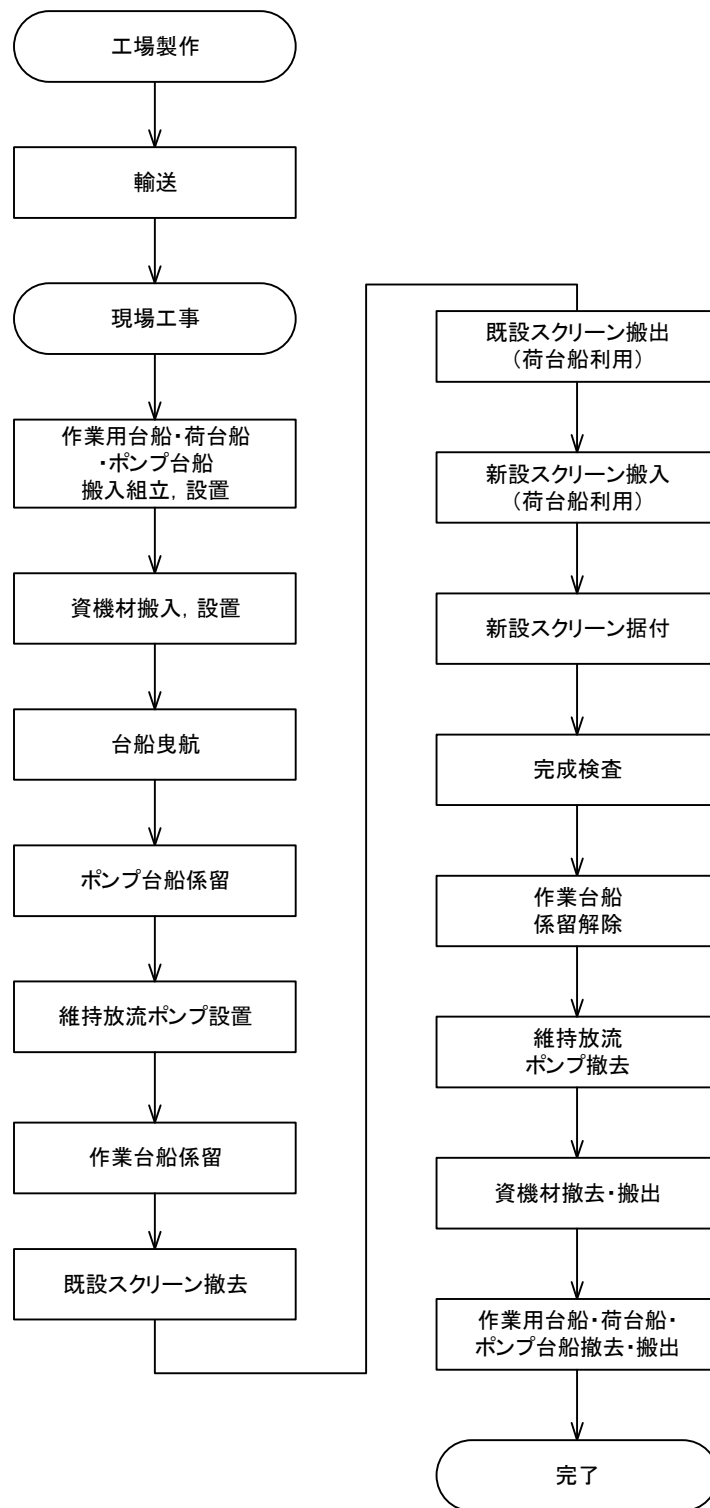 工場製作
輸送
現場工事
作業用台船・荷台船
・ポンプ台船
搬入組立，設置
資機材搬入，設置
台船曳航
ポンプ台船係留
維持放流ポンプ設置
作業台船係留
既設スクリーン撤去
既設スクリーン搬出
（荷台船利用）
新設スクリーン搬入
（荷台船利用）
新設スクリーン据付
完成検査
作業台船
係留解除
維持放流
ポンプ撤去
資機材撤去・搬出
作業用台船・荷台船・
ポンプ台船撤去・搬出
完了